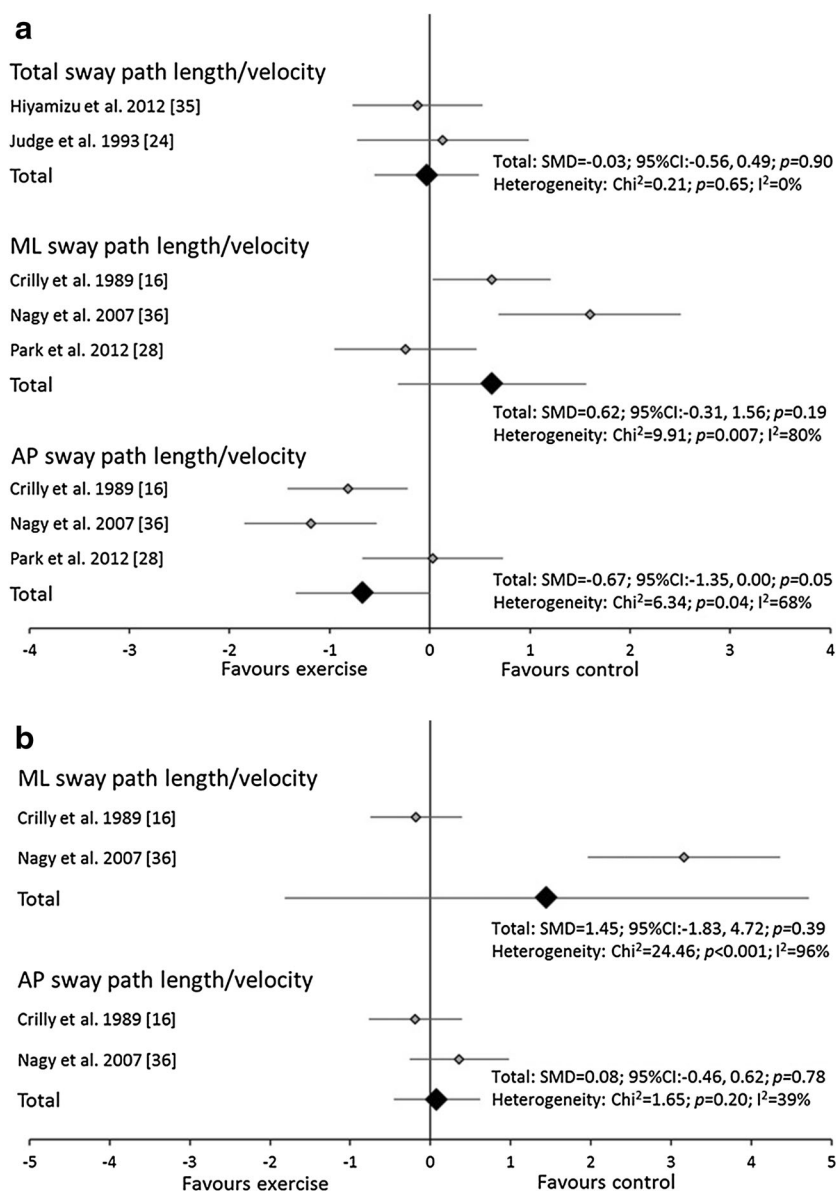 a
Total sway path length/velocity
Hiyamizu et al. 2012 [35]
Judge et al. 1993 [24]
Total
Total: SMD=-0.03; 95%CI:-0.56, 0.49; p=0.90
Heterogeneity: Chi²=0.21; p=0.65; I²=0%
ML sway path length/velocity
Crilly et al. 1989 [16]
Nagy et al. 2007 [36]
Park et al. 2012 [28]
Total
Total: SMD=0.62; 95%CI:-0.31, 1.56; p=0.19
Heterogeneity: Chi²=9.91; p=0.007; I²=80%
AP sway path length/velocity
Crilly et al. 1989 [16]
Nagy et al. 2007 [36]
Park et al. 2012 [28]
Total
Total: SMD=-0.67; 95%CI:-1.35, 0.00; p=0.05
Heterogeneity: Chi²=6.34; p=0.04; I²=68%
-4 -3 -2 -1 0 1 2 3 4
Favours exercise Favours control
b
ML sway path length/velocity
Crilly et al. 1989 [16]
Nagy et al. 2007 [36]
Total
Total: SMD=1.45; 95%CI:-1.83, 4.72; p=0.39
Heterogeneity: Chi²=24.46; p<0.001; I²=96%
AP sway path length/velocity
Crilly et al. 1989 [16]
Nagy et al. 2007 [36]
Total
Total: SMD=0.08; 95%CI:-0.46, 0.62; p=0.78
Heterogeneity: Chi²=1.65; p=0.20; I²=39%
-5 -4 -3 -2 -1 0 1 2 3 4 5
Favours exercise Favours control